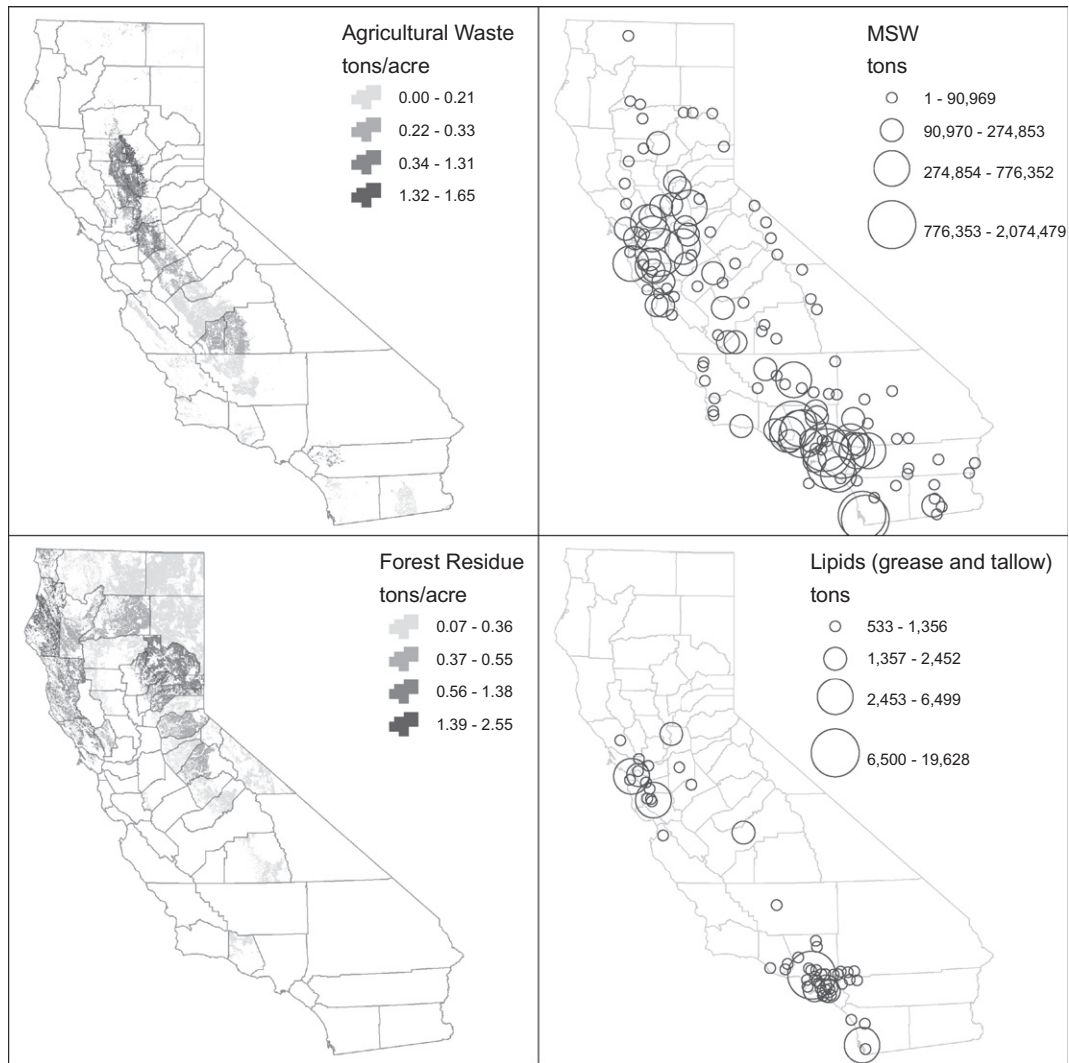 Agricultural Waste
tons/acre
0.00 - 0.21
0.22 - 0.33
0.34 - 1.31
1.32 - 1.65
MSW
tons
1 - 90,969
90,970 - 274,853
274,854 - 776,352
776,353 - 2,074,479
Forest Residue
tons/acre
0.07 - 0.36
0.37 - 0.55
0.56 - 1.38
1.39 - 2.55
Lipids (grease and tallow)
tons
533 - 1,356
1,357 - 2,452
2,453 - 6,499
6,500 - 19,628